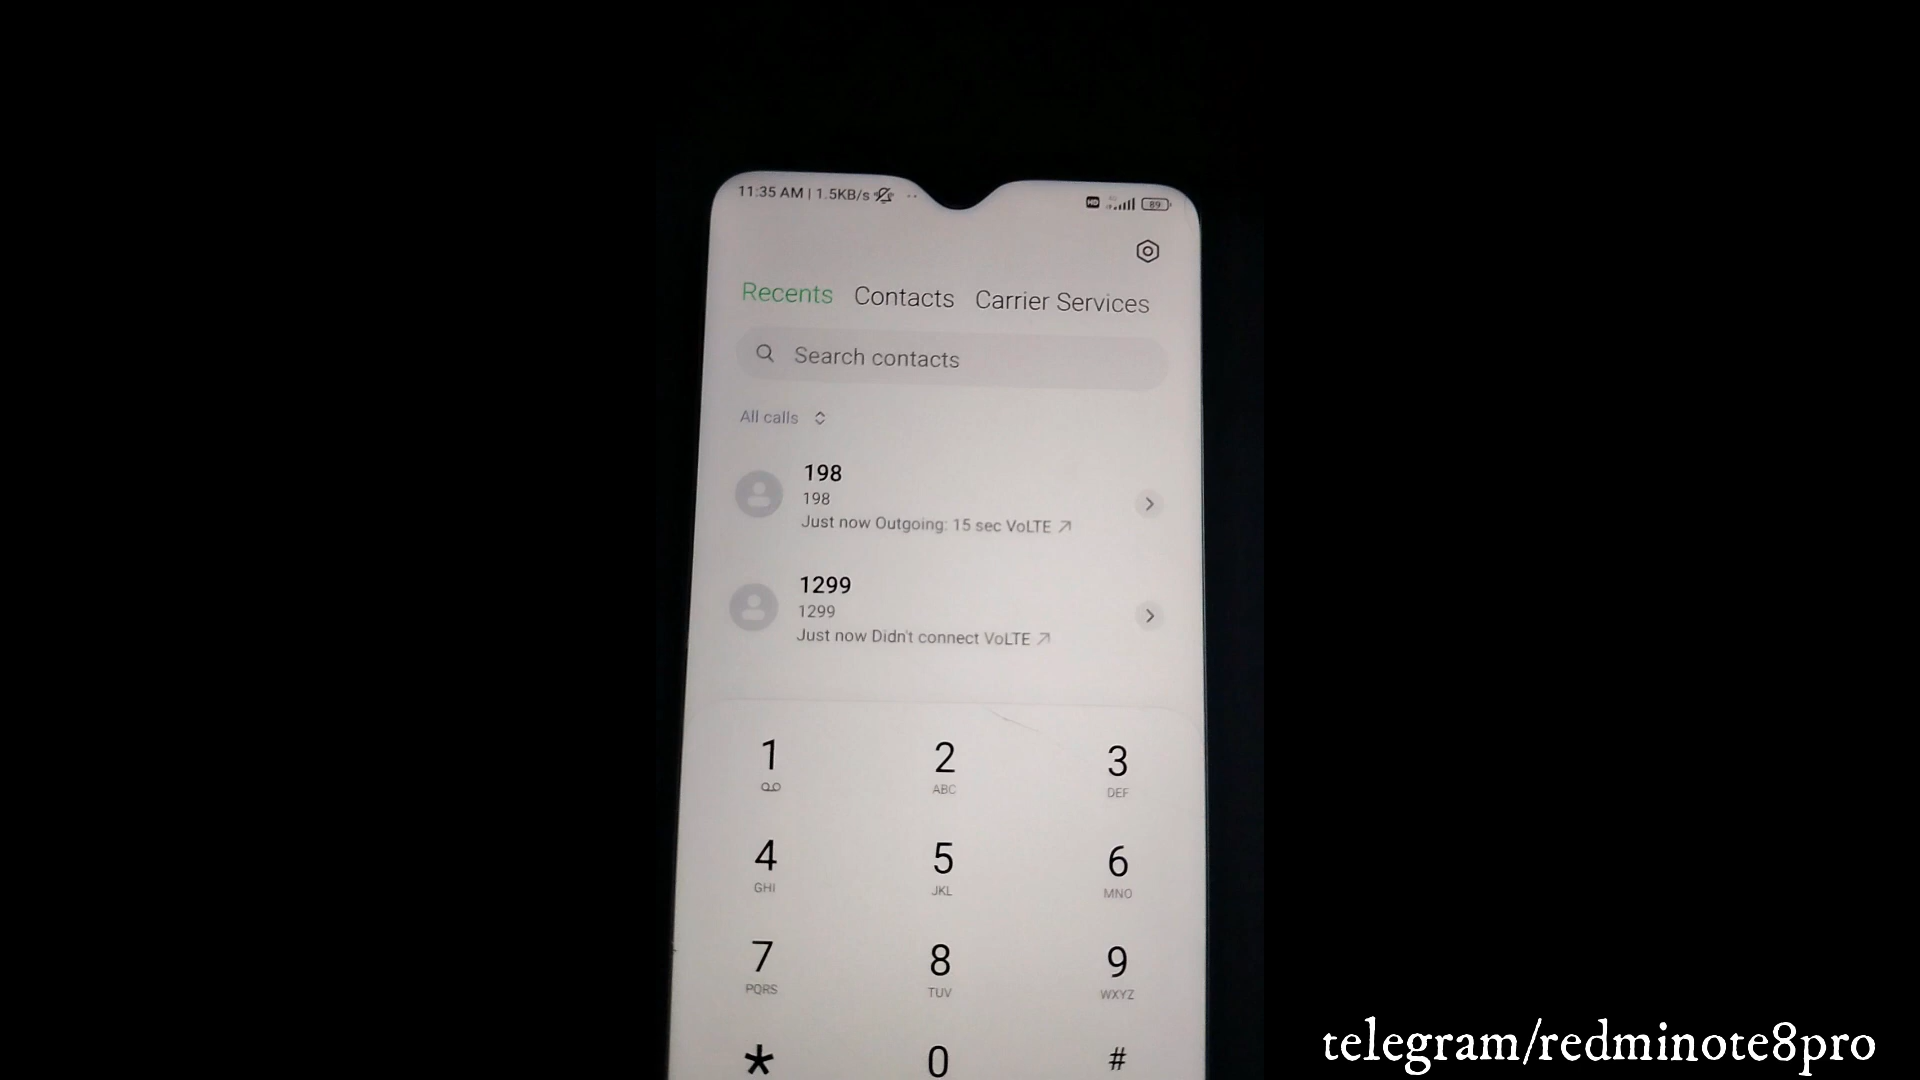 11:35 AM | 1.5KB/s
HD 89
Recents Contacts Carrier Services
Search contacts
All calls
198
198
Just now Outgoing: 15 sec VoLTE
1299
1299
Just now Didn't connect VoLTE
1 2 3
ABC DEF
4 5 6
GHI JKL MNO
7 8 9
PQRS TUV WXYZ
* 0 #
telegram/redminote8pro